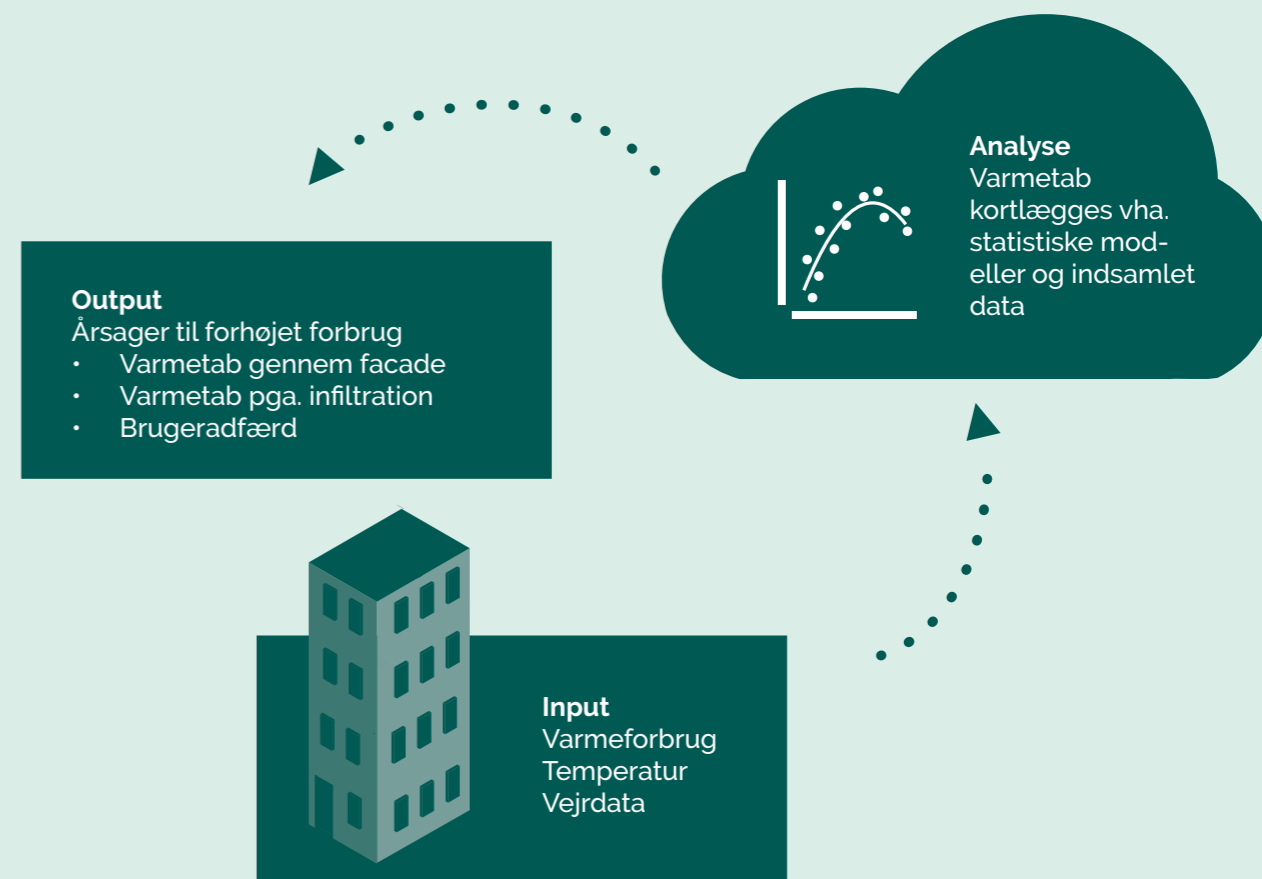 Analyse
Varmetab
kortlægges vha.
statistiske mod-
eller og indsamlet
data
Output
Årsager til forhøjet forbrug
• Varmetab gennem facade
• Varmetab pga. infiltration
• Brugeradfærd
Input
Varmeforbrug
Temperatur
Vejrdata